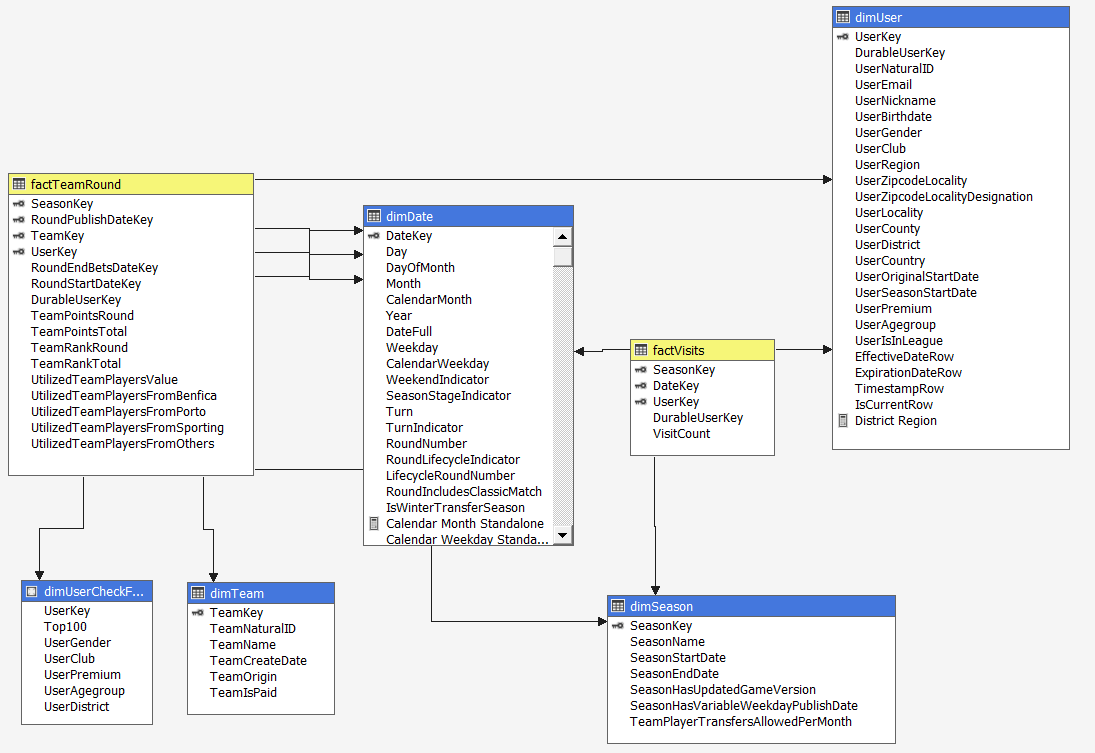 dimUser
UserKey
DurableUserKey
UserNaturalID
UserEmail
UserNickname
UserBirthdate
UserGender
UserClub
UserRegion
UserZipcodeLocality
UserZipcodeLocalityDesignation
UserLocality
UserCounty
UserDistrict
UserCountry
UserOriginalStartDate
UserSeasonStartDate
UserPremium
UserAgegroup
UserIsInLeague
EffectiveDateRow
ExpirationDateRow
TimestampRow
IsCurrentRow
District Region
factTeamRound
SeasonKey
RoundPublishDateKey
TeamKey
UserKey
RoundEndBetsDateKey
RoundStartDateKey
DurableUserKey
TeamPointsRound
TeamPointsTotal
TeamRankRound
TeamRankTotal
UtilizedTeamPlayersValue
UtilizedTeamPlayersFromBenfica
UtilizedTeamPlayersFromPorto
UtilizedTeamPlayersFromSporting
UtilizedTeamPlayersFromOthers
dimDate
DateKey
Day
DayOfMonth
Month
CalendarMonth
Year
DateFull
Weekday
CalendarWeekday
WeekendIndicator
SeasonStageIndicator
Turn
TurnIndicator
RoundNumber
RoundLifecycleIndicator
LifecycleRoundNumber
RoundIncludesClassicMatch
IsWinterTransferSeason
Calendar Month Standalone
Calendar Weekday Standa...
factVisits
SeasonKey
DateKey
UserKey
DurableUserKey
VisitCount
dimUserCheckF...
UserKey
Top100
UserGender
UserClub
UserPremium
UserAgegroup
UserDistrict
dimTeam
TeamKey
TeamNaturalID
TeamName
TeamCreateDate
TeamOrigin
TeamIsPaid
dimSeason
SeasonKey
SeasonName
SeasonStartDate
SeasonEndDate
SeasonHasUpdatedGameVersion
SeasonHasVariableWeekdayPublishDate
TeamPlayerTransfersAllowedPerMonth